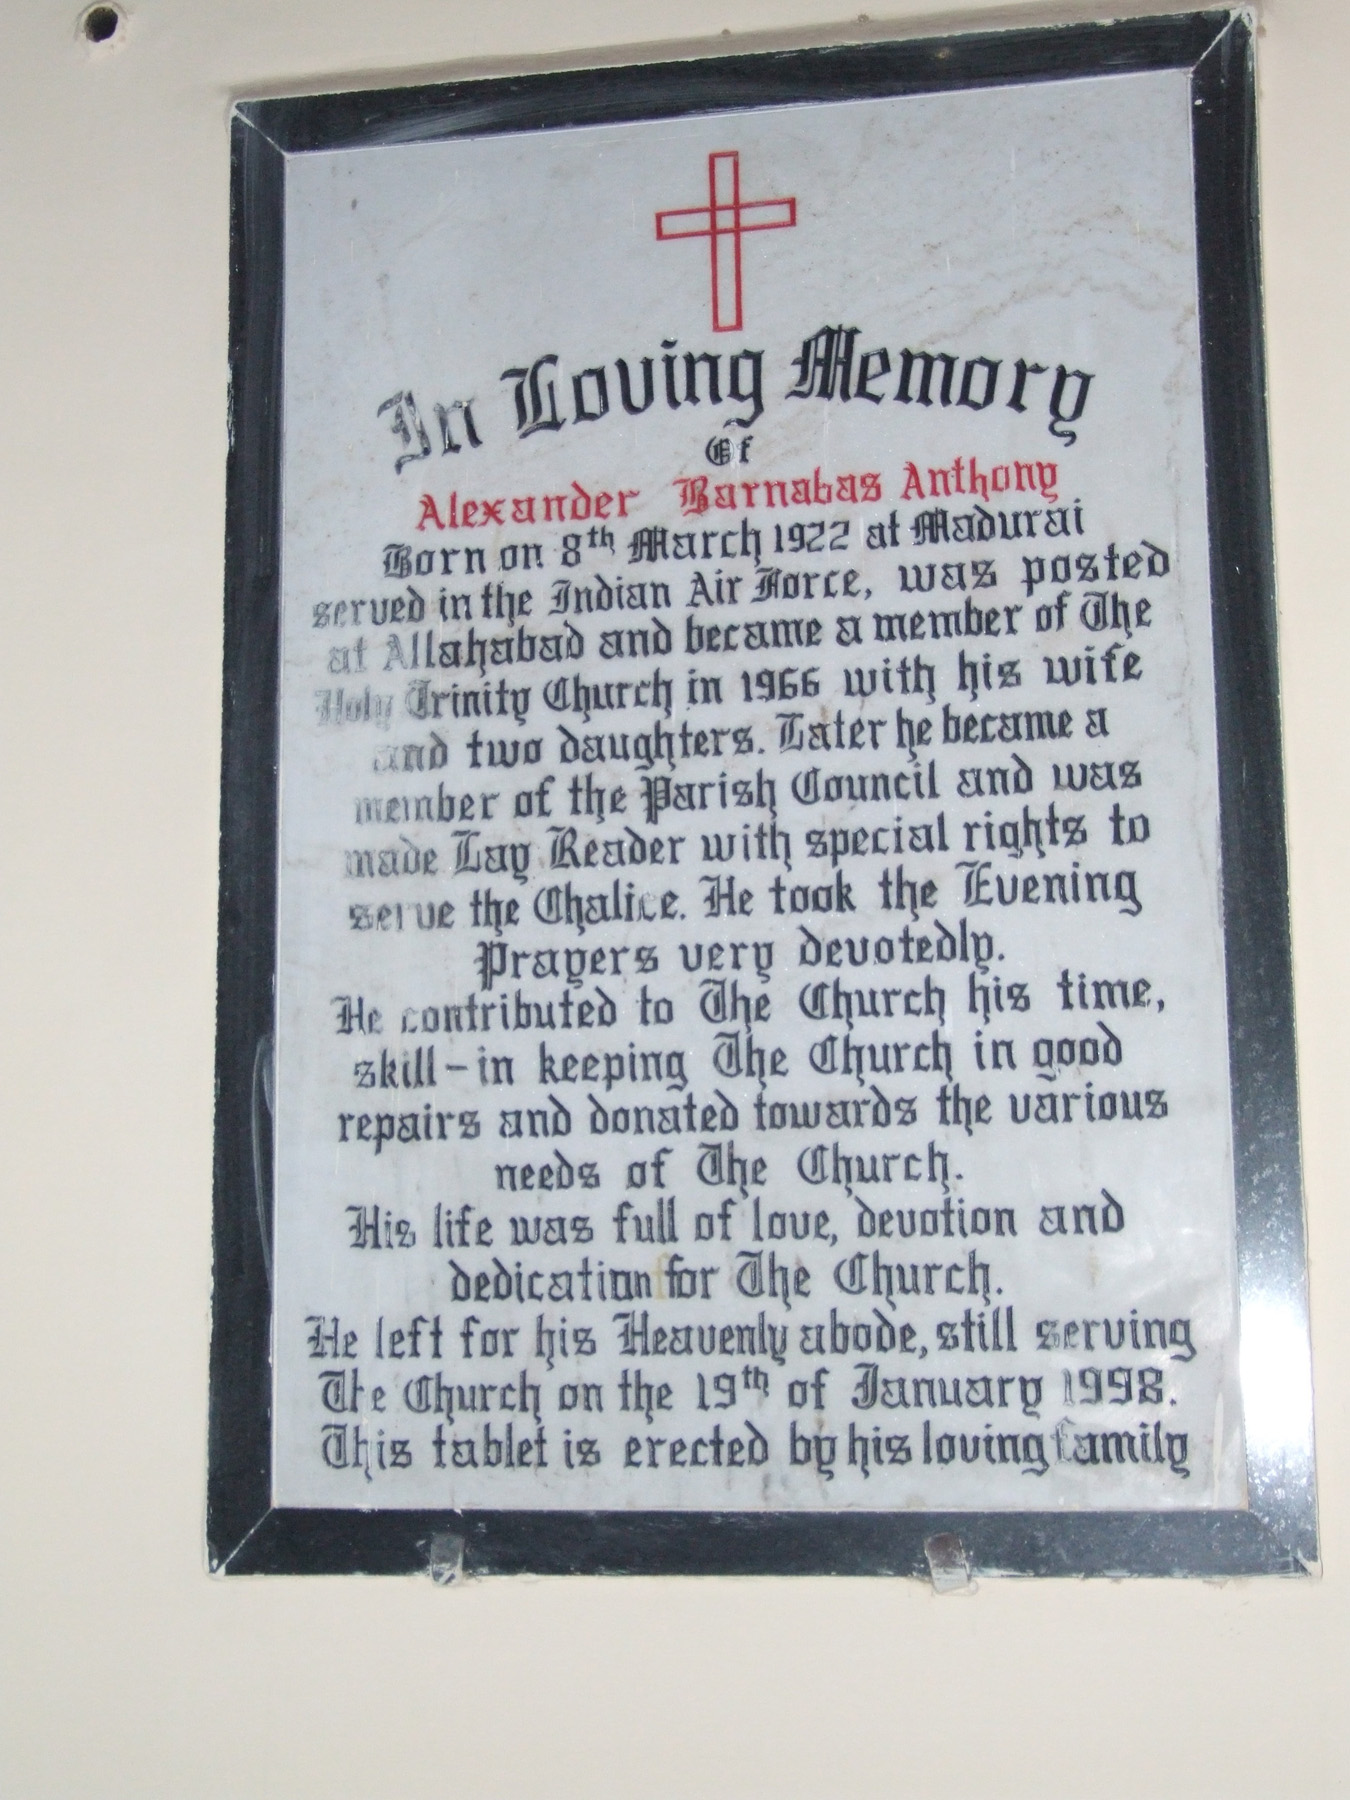 In Loving Memory
Of
Alexander Barnabas Anthony
Born on 8th March 1922 at Madurai
served in the Indian Air Force, was posted
at Allahabad and became a member of The
Holy Trinity Church in 1966 with his wife
and two daughters. Later he became a
member of the Parish Council and was
made Lay Reader with special rights to
serve the Chalice. He took the Evening
Prayers very devotedly.
He contributed to The Church his time,
skill - in keeping The Church in good
repairs and donated towards the various
needs of The Church.
His life was full of love, devotion and
dedication for The Church.
He left for his Heavenly abode, still serving
The Church on the 19th of January 1998.
This tablet is erected by his loving family